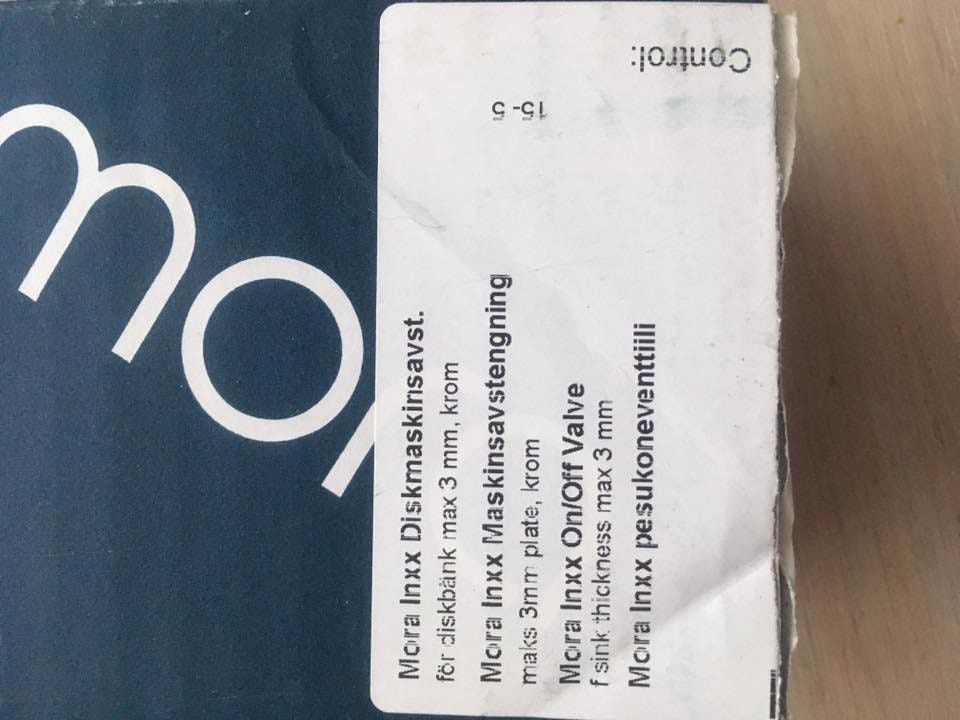 mo
Mora Inxx Diskmaskinsavst.
för diskbänk max 3 mm, krom
Mora Inxx Maskinsavstengning
maks 3mm plate, krom
Mora Inxx On/Off Valve
f sink thickness max 3 mm
Mora Inxx pesukoneventtiili
15- 5
Control: